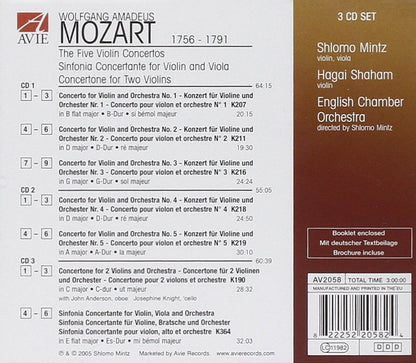 AVIE
WOLFGANG AMADEUS
MOZART 1756 - 1791
The Five Violin Concertos
Sinfonia Concertante for Violin and Viola
Concertone for Two Violins
CD 1 64:15
1 – 3 Concerto for Violin and Orchestra No. 1 - Konzert für Violine und
Orchester Nr. 1 - Concerto pour violon et orchestre N° 1 K207
in B flat major • B-Dur • si bémol majeur 20:15
4 – 6 Concerto for Violin and Orchestra No. 2 - Konzert für Violine und
Orchester Nr. 2 - Concerto pour violon et orchestre N° 2 K211
in D major • D-Dur • ré majeur 19:30
7 – 9 Concerto for Violin and Orchestra No. 3 - Konzert für Violine und
Orchester Nr. 3 - Concerto pour violon et orchestre N° 3 K216
in G major • G-Dur • sol majeur 24:21
CD 2 55:05
1 – 3 Concerto for Violin and Orchestra No. 4 - Konzert für Violine und
Orchester Nr. 4 - Concerto pour violon et orchestre N° 4 K218
in D major • D-Dur • ré majeur 24:50
4 – 6 Concerto for Violin and Orchestra No. 5 - Konzert für Violine und
Orchester Nr. 5 - Concerto pour violon et orchestre N° 5 K219
in A major • A-Dur • la majeur 30:10
CD 3 60:39
1 – 3 Concertone for 2 Violins and Orchestra - Concertone für 2 Violinen
und Orchester - Concertone pour 2 violons et orchestre K190
in C major • C-dur • ut majeur 28:32
with John Anderson, oboe Josephine Knight, 'cello
4 – 6 Sinfonia Concertante for Violin, Viola and Orchestra
Sinfonia Concertante für Violine, Bratsche und Orchester
Sinfonia Concertante pour violon, alto et orchestre K364
in E flat major • Es-Dur • mi bémol majeur 32:03
℗ & © 2005 Shlomo Mintz Marketed by Avie Records. www.avierecords.com
3 CD SET
Shlomo Mintz
violin, viola
Hagai Shaham
violin
English Chamber
Orchestra
directed by Shlomo Mintz
Booklet enclosed
Mit deutscher Textbeilage
Brochure incluse
AV2058 TOTAL TIME: 3:00:00
MANUFACTURED AND PRINTED IN THE EU
8 22252 20582 4
LC 11982 D D D